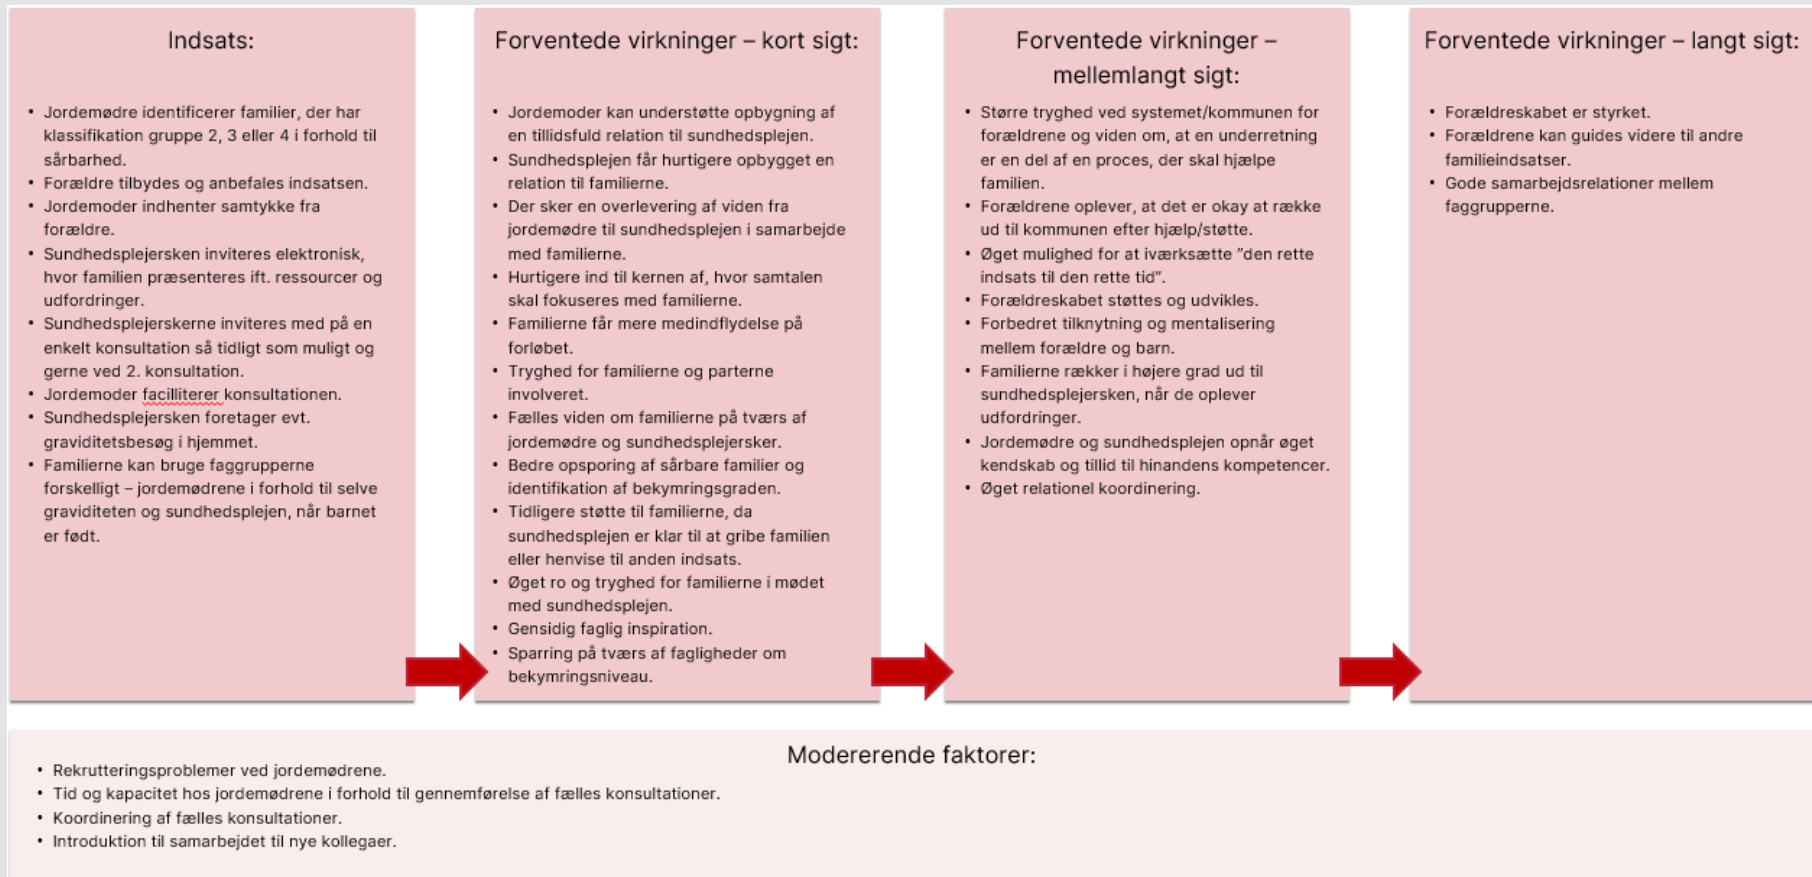 Indsats:
• Jordemødre identificerer familier, der har
klassifikation gruppe 2, 3 eller 4 i forhold til
sårbarhed.
• Forældre tilbydes og anbefales indsatsen.
• Jordemoder indhenter samtykke fra
forældre.
• Sundhedsplejersken inviteres elektronisk,
hvor familien præsenteres ift. ressourcer og
udfordringer.
• Sundhedsplejerskerne inviteres med på en
enkelt konsultation så tidligt som muligt og
gerne ved 2. konsultation.
• Jordemoder facilliterer konsultationen.
• Sundhedsplejersken foretager evt.
graviditetsbesøg i hjemmet.
• Familierne kan bruge faggrupperne
forskelligt – jordemødrene i forhold til selve
graviditeten og sundhedsplejen, når barnet
er født.
Forventede virkninger – kort sigt:
• Jordemoder kan understøtte opbygning af
en tillidsfuld relation til sundhedsplejen.
• Sundhedsplejen får hurtigere opbygget en
relation til familierne.
• Der sker en overlevering af viden fra
jordemødre til sundhedsplejen i samarbejde
med familierne.
• Hurtigere ind til kernen af, hvor samtalen
skal fokuseres med familierne.
• Familierne får mere medindflydelse på
forløbet.
• Tryghed for familierne og parterne
involveret.
• Fælles viden om familierne på tværs af
jordemødre og sundhedsplejersker.
• Bedre opsporing af sårbare familier og
identifikation af bekymringsgraden.
• Tidligere støtte til familierne, da
sundhedsplejen er klar til at gribe familien
eller henvise til anden indsats.
• Øget ro og tryghed for familierne i mødet
med sundhedsplejen.
• Gensidig faglig inspiration.
• Sparring på tværs af fagligheder om
bekymringsniveau.
Forventede virkninger –
mellemlangt sigt:
• Større tryghed ved systemet/kommunen for
forældrene og viden om, at en underretning
er en del af en proces, der skal hjælpe
familien.
• Forældrene oplever, at det er okay at række
ud til kommunen efter hjælp/støtte.
• Øget mulighed for at iværksætte ”den rette
indsats til den rette tid”.
• Forældreskabet støttes og udvikles.
• Forbedret tilknytning og mentalisering
mellem forældre og barn.
• Familierne rækker i højere grad ud til
sundhedsplejersken, når de oplever
udfordringer.
• Jordemødre og sundhedsplejen opnår øget
kendskab og tillid til hinandens kompetencer.
• Øget relationel koordinering.
Forventede virkninger – langt sigt:
• Forældreskabet er styrket.
• Forældrene kan guides videre til andre
familieindsatser.
• Gode samarbejdsrelationer mellem
faggrupperne.
Modererende faktorer:
• Rekrutteringsproblemer ved jordemødrene.
• Tid og kapacitet hos jordemødrene i forhold til gennemførelse af fælles konsultationer.
• Koordinering af fælles konsultationer.
• Introduktion til samarbejdet til nye kollegaer.